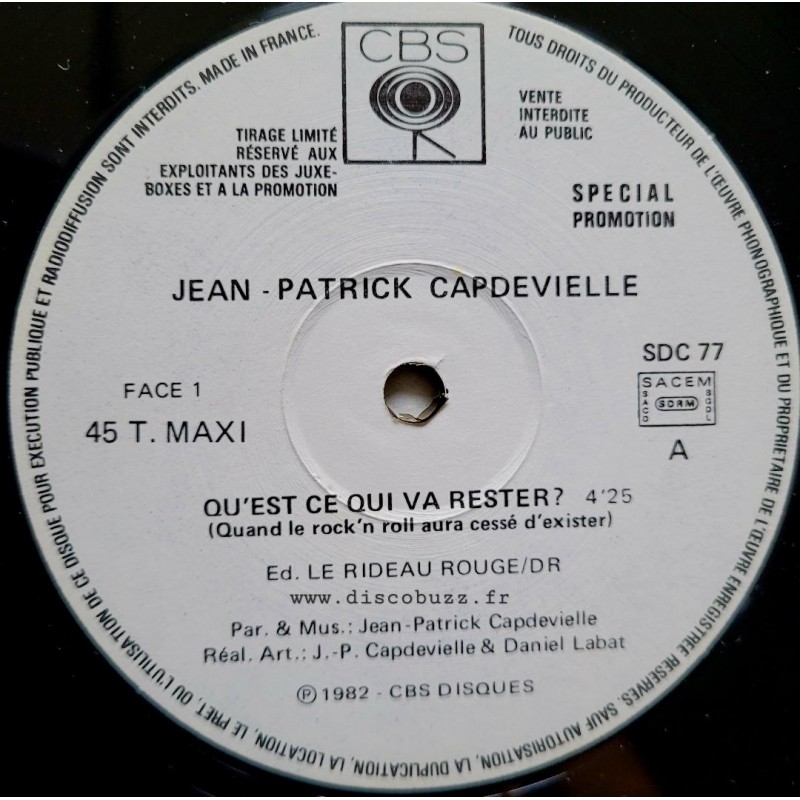 CBS
TOUS DROITS DU PRODUCTEUR DE L'ŒUVRE PHONOGRAPHIQUE ET DU PROPRIETAIRE DE L'ŒUVRE ENREGISTREE RESERVES. SAUF AUTORISATION, LA DUPLICATION, LA LOCATION, LE PRET, OU L'UTILISATION DE CE DISQUE POUR EXECUTION PUBLIQUE ET RADIODIFFUSION SONT INTERDITS. MADE IN FRANCE.
TIRAGE LIMITÉ
RÉSERVÉ AUX
EXPLOITANTS DES JUXE-
BOXES ET A LA PROMOTION
VENTE
INTERDITE
AU PUBLIC
SPECIAL
PROMOTION
JEAN - PATRICK CAPDEVIELLE
FACE 1
45 T. MAXI
SDC 77
SACEM
SACD
SDRM
SGDL
A
QU'EST CE QUI VA RESTER? 4'25
(Quand le rock'n roll aura cessé d'exister)
Ed. LE RIDEAU ROUGE/DR
www.discobuzz.fr
Par. & Mus.: Jean-Patrick Capdevielle
Réal. Art.: J.-P. Capdevielle & Daniel Labat
Ⓟ 1982 - CBS DISQUES